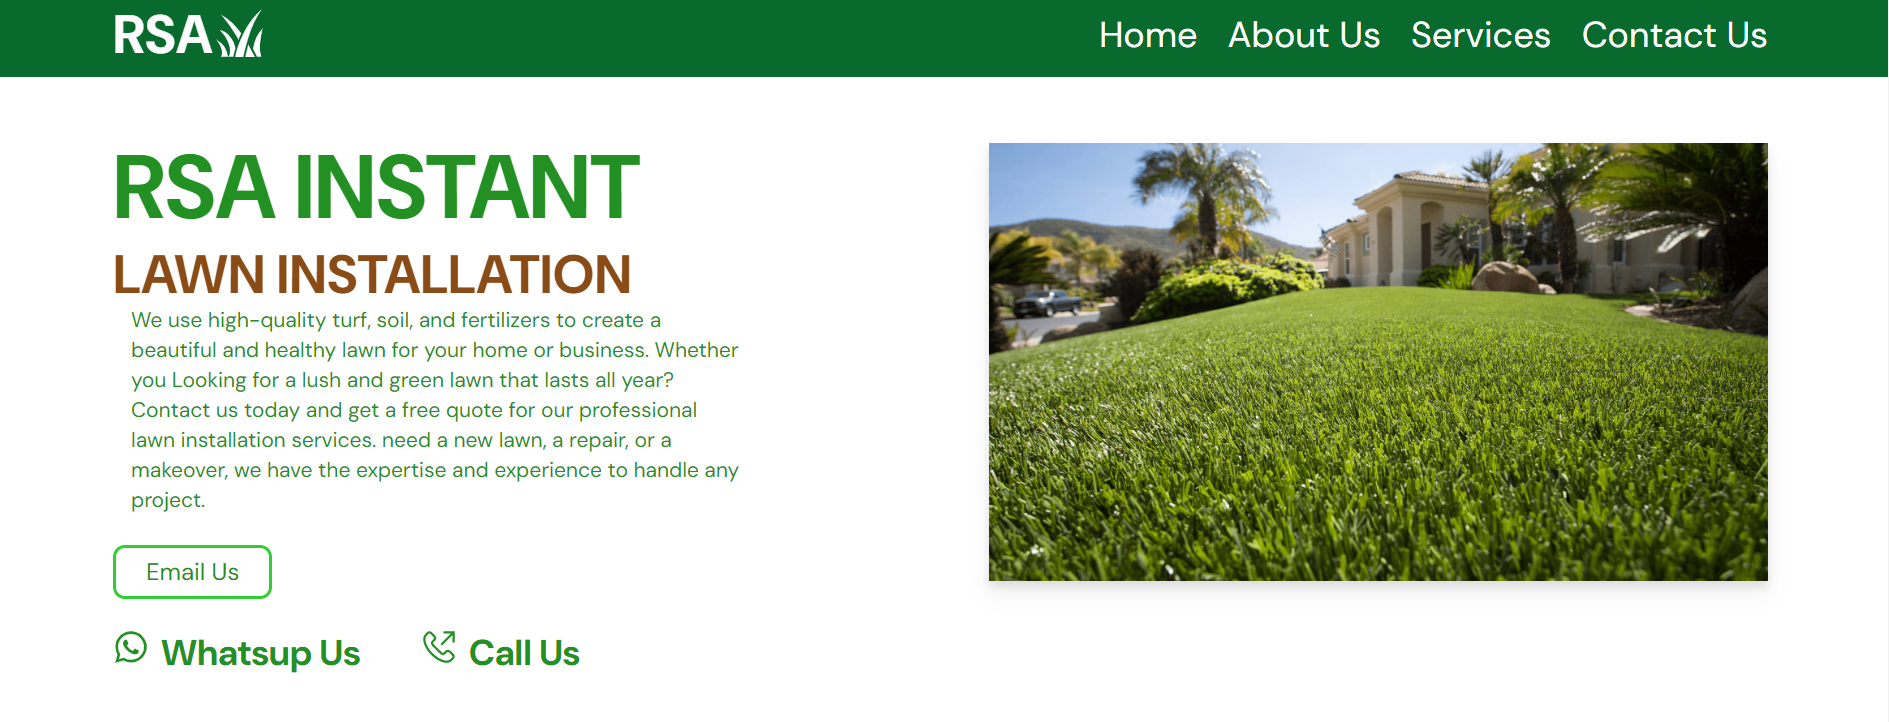 RSA
Home About Us Services Contact Us
RSA INSTANT
LAWN INSTALLATION
We use high-quality turf, soil, and fertilizers to create a
beautiful and healthy lawn for your home or business. Whether
you Looking for a lush and green lawn that lasts all year?
Contact us today and get a free quote for our professional
lawn installation services. need a new lawn, a repair, or a
makeover, we have the expertise and experience to handle any
project.
Email Us
Whatsup Us Call Us